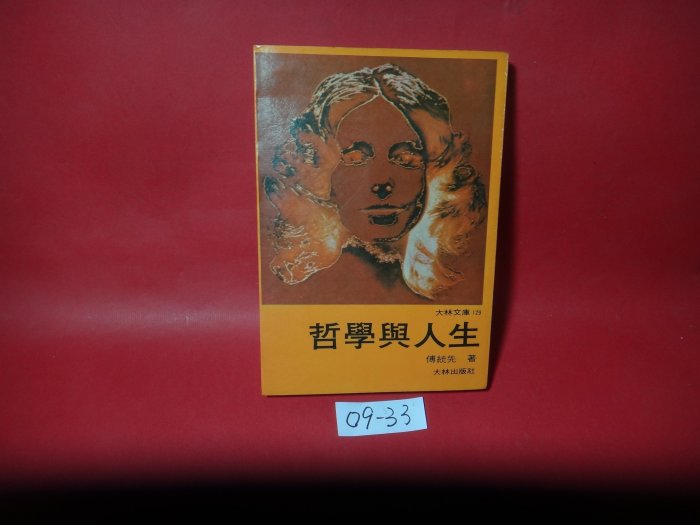 大林文庫 129
哲學與人生
傅統先 著
大林出版社
09-33